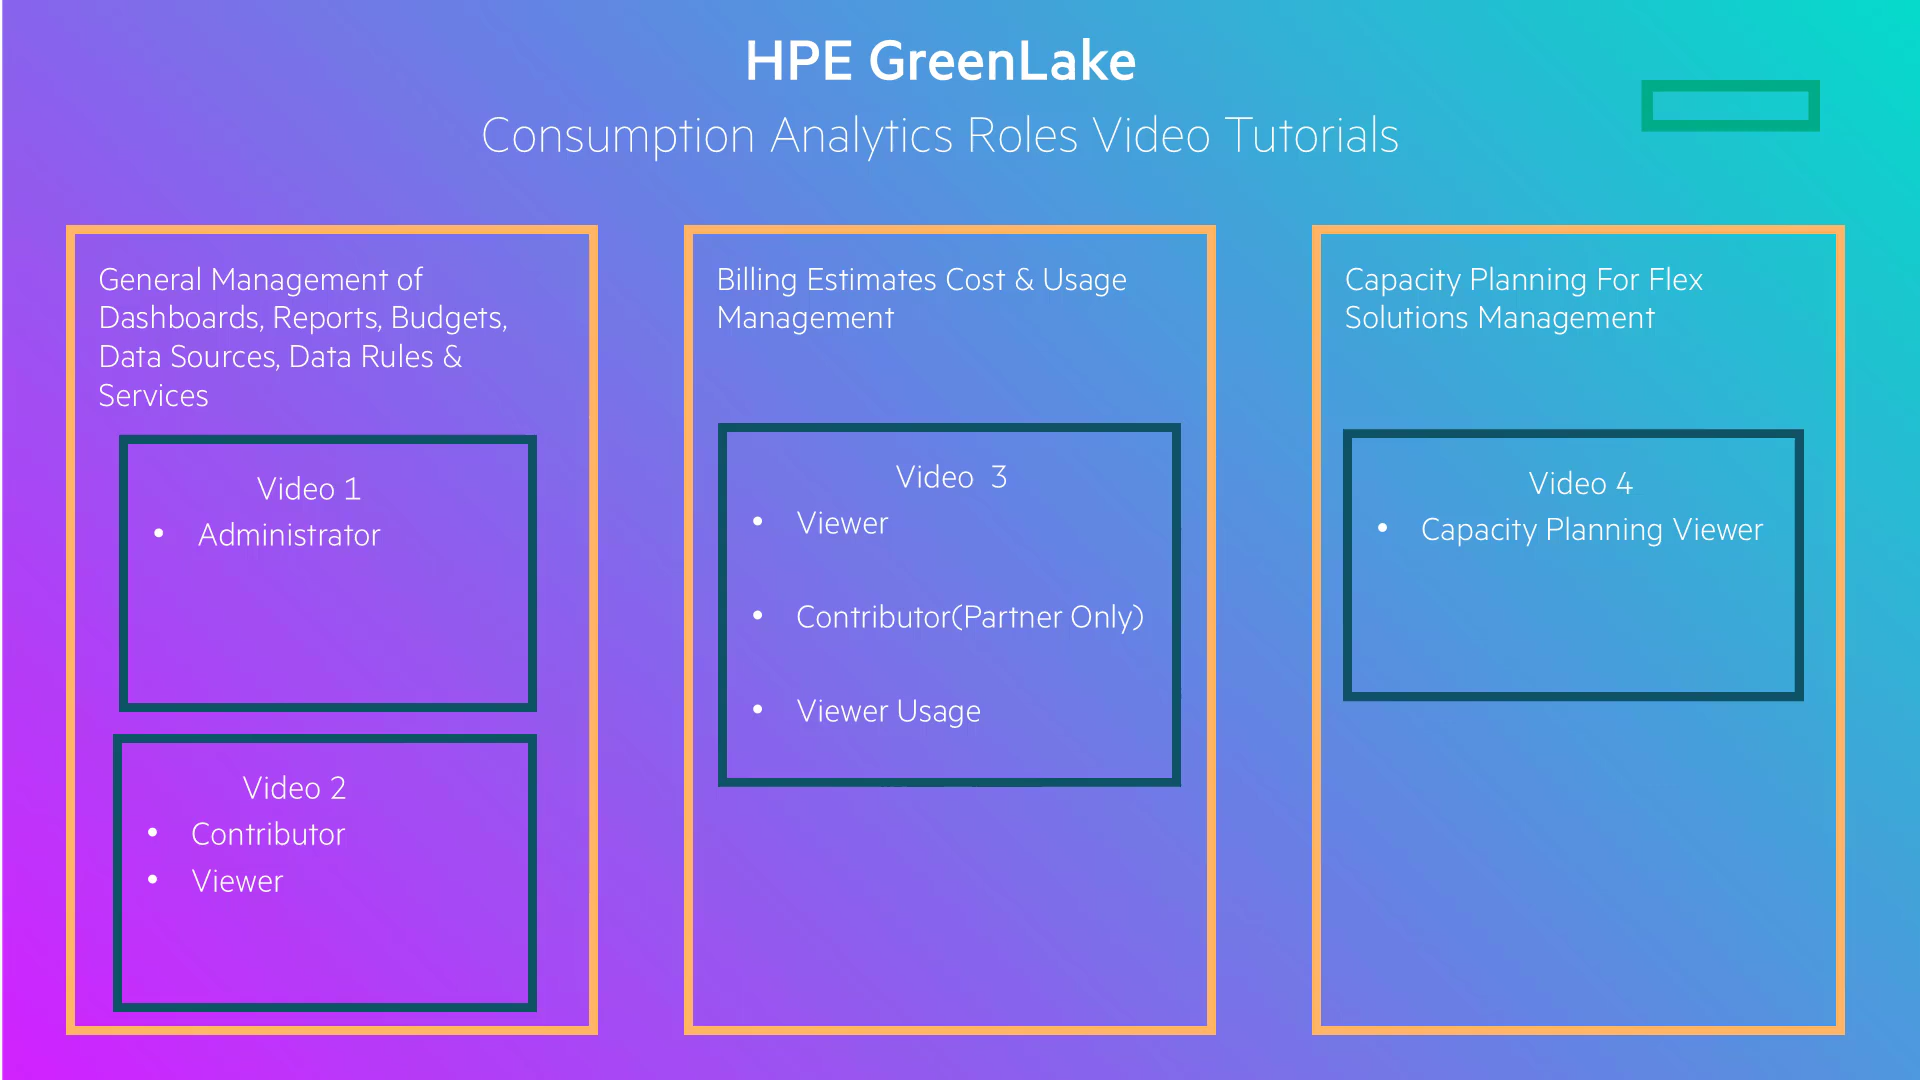 HPE GreenLake
Consumption Analytics Roles Video Tutorials
General Management of
Dashboards, Reports, Budgets,
Data Sources, Data Rules &
Services
Video 1
• Administrator
Video 2
• Contributor
• Viewer
Billing Estimates Cost & Usage
Management
Video 3
• Viewer
• Contributor(Partner Only)
• Viewer Usage
Capacity Planning For Flex
Solutions Management
Video 4
• Capacity Planning Viewer